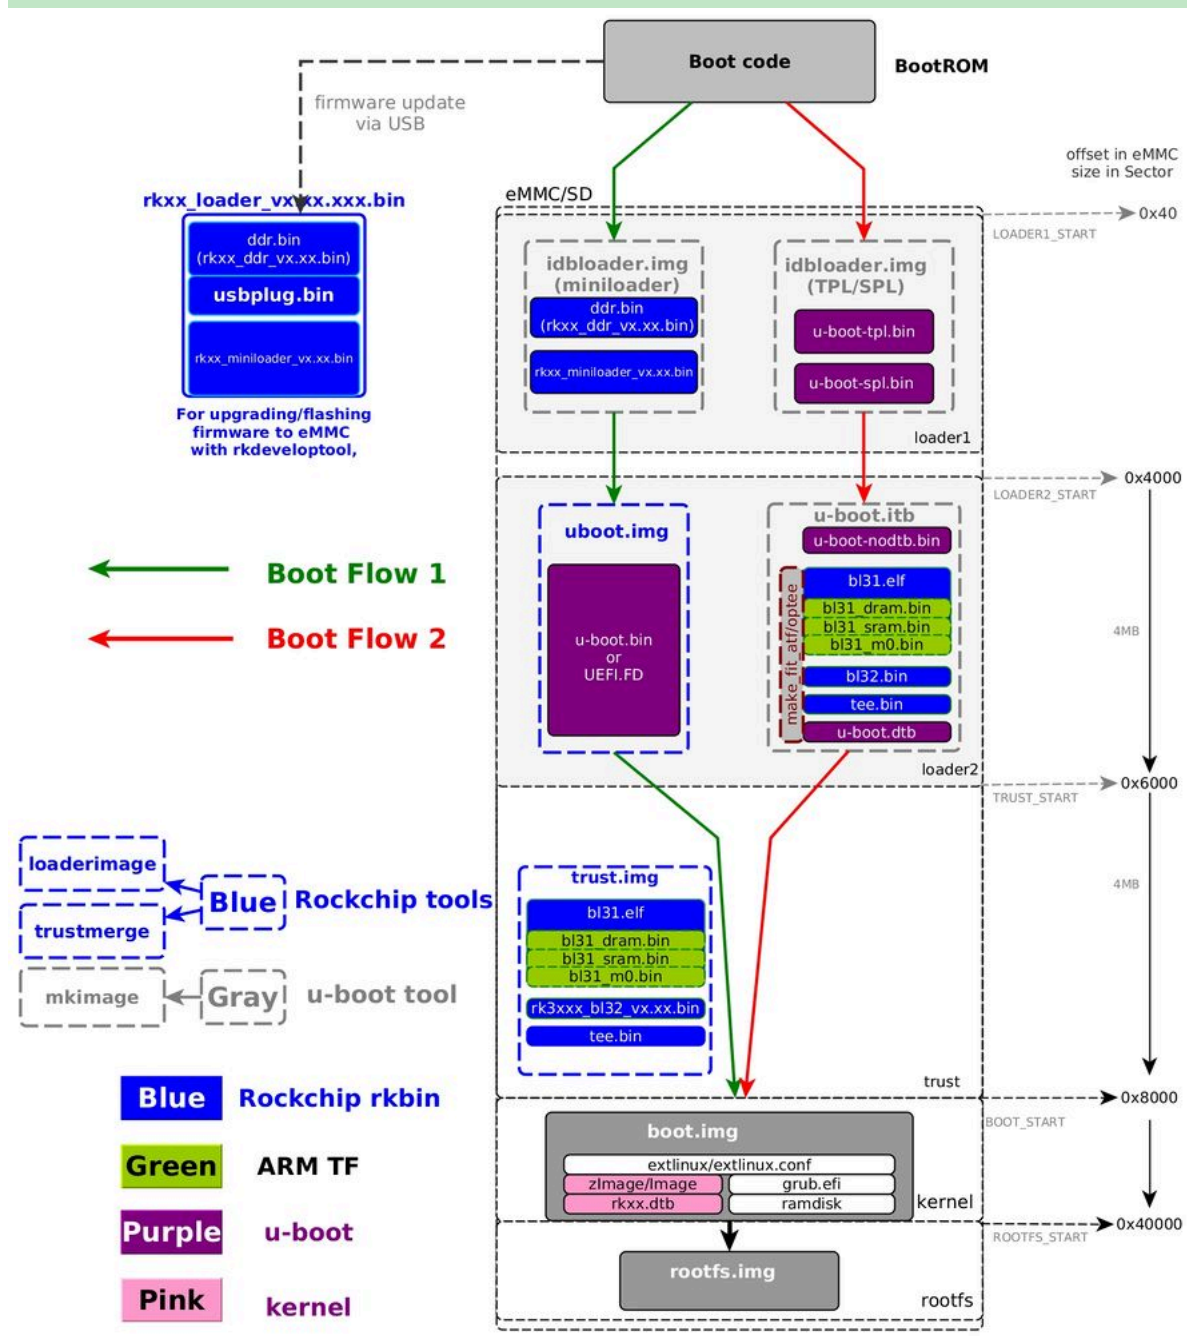 Boot code
BootROM
firmware update
via USB
offset in eMMC
size in Sector
rkxx_loader_vx.xx.xxx.bin
eMMC/SD
0x40
LOADER1_START
ddr.bin
(rkxx_ddr_vx.xx.bin)
usbplug.bin
rkxx_miniloader_vx.xx.bin
For upgrading/flashing
firmware to eMMC
with rkdeveloptool,
idbloader.img
(miniloader)
ddr.bin
(rkxx_ddr_vx.xx.bin)
rkxx_miniloader_vx.xx.bin
idbloader.img
(TPL/SPL)
u-boot-tpl.bin
u-boot-spl.bin
loader1
0x4000
LOADER2_START
uboot.img
u-boot.bin
or
UEFI.FD
u-boot.itb
u-boot-nodtb.bin
make_fit_atf/optee
bl31.elf
bl31_dram.bin
bl31_sram.bin
bl31_m0.bin
bl32.bin
tee.bin
u-boot.dtb
4MB
loader2
0x6000
TRUST_START
Boot Flow 1
Boot Flow 2
trust.img
bl31.elf
bl31_dram.bin
bl31_sram.bin
bl31_m0.bin
rk3xxx_bl32_vx.xx.bin
tee.bin
4MB
trust
0x8000
BOOT_START
loaderimage
trustmerge
Blue
Rockchip tools
mkimage
Gray
u-boot tool
Blue
Rockchip rkbin
Green
ARM TF
Purple
u-boot
Pink
kernel
boot.img
extlinux/extlinux.conf
zImage/Image
grub.efi
rkxx.dtb
ramdisk
kernel
0x40000
ROOTFS_START
rootfs.img
rootfs